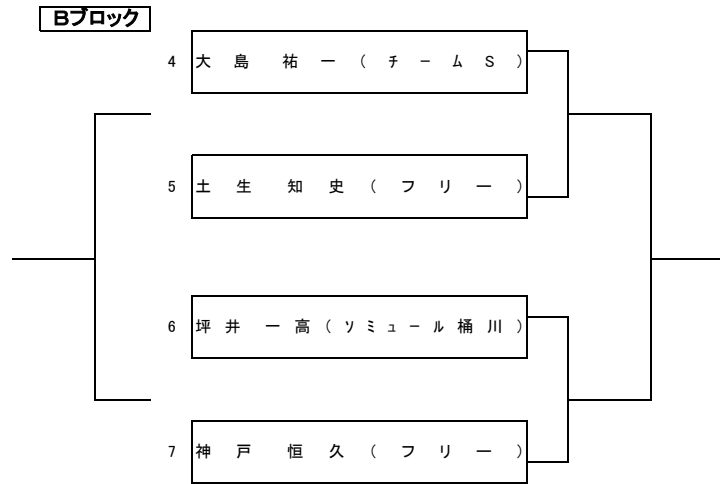 Bブロック
4 大島 祐一(チームS)
5 土生 知史(フリー)
6 坪井 一高(ソミュール桶川)
7 神戸 恒久(フリー)